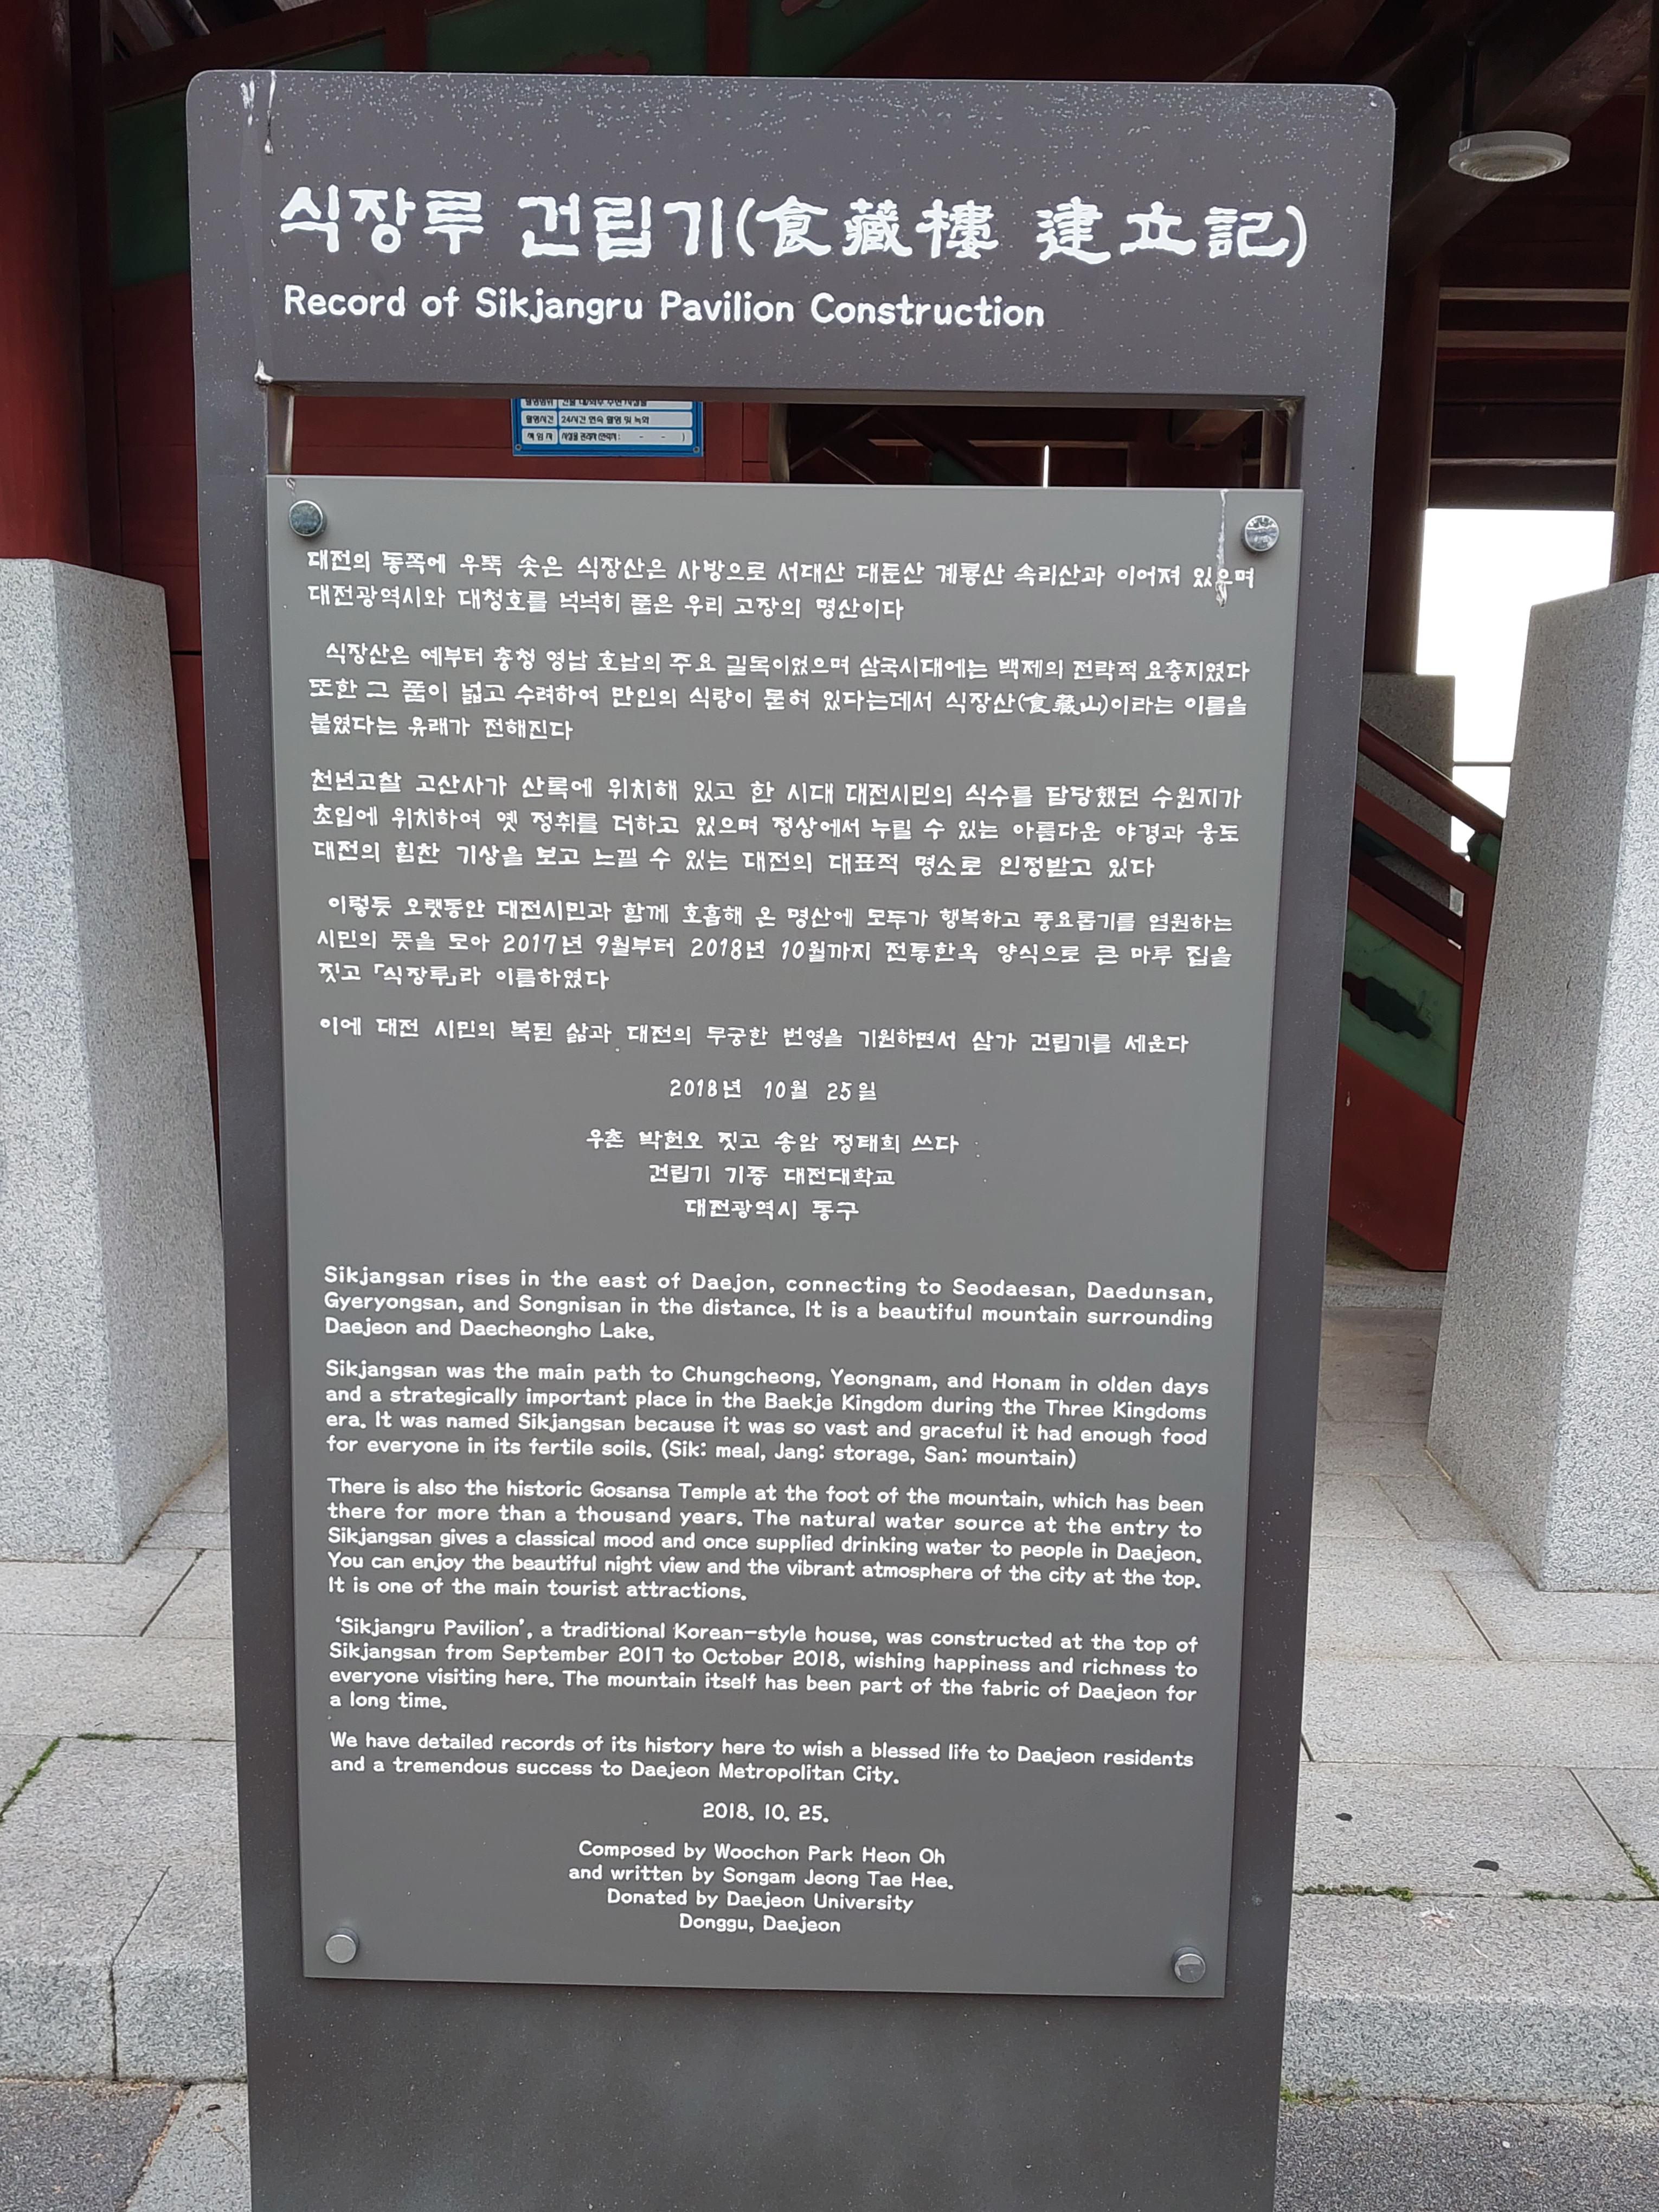 식장루 건립기(食藏樓 建立記)
Record of Sikjangru Pavilion Construction
촬영시간 24시간 연속 촬영 및 녹화
책 임 자 시설물 관리자 (연락처 : - - )
대전의 동쪽에 우뚝 솟은 식장산은 사방으로 서대산 대둔산 계룡산 속리산과 이어져 있으며
대전광역시와 대청호를 넉넉히 품은 우리 고장의 명산이다
식장산은 예부터 충청 영남 호남의 주요 길목이었으며 삼국시대에는 백제의 전략적 요충지였다
또한 그 품이 넓고 수려하여 만인의 식량이 묻혀 있다는데서 식장산(食藏山)이라는 이름을
붙였다는 유래가 전해진다
천년고찰 고산사가 산록에 위치해 있고 한 시대 대전시민의 식수를 담당했던 수원지가
초입에 위치하여 옛 정취를 더하고 있으며 정상에서 누릴 수 있는 아름다운 야경과 웅도
대전의 힘찬 기상을 보고 느낄 수 있는 대전의 대표적 명소로 인정받고 있다
이렇듯 오랫동안 대전시민과 함께 호흡해 온 명산에 모두가 행복하고 풍요롭기를 염원하는
시민의 뜻을 모아 2017년 9월부터 2018년 10월까지 전통한옥 양식으로 큰 마루 집을
짓고 「식장루」라 이름하였다
이에 대전 시민의 복된 삶과 대전의 무궁한 번영을 기원하면서 삼가 건립기를 세운다
2018년 10월 25일
우촌 박헌오 짓고 송암 정태희 쓰다
건립기 기증 대전대학교
대전광역시 동구
Sikjangsan rises in the east of Daejon, connecting to Seodaesan, Daedunsan,
Gyeryongsan, and Songnisan in the distance. It is a beautiful mountain surrounding
Daejeon and Daecheongho Lake.
Sikjangsan was the main path to Chungcheong, Yeongnam, and Honam in olden days
and a strategically important place in the Baekje Kingdom during the Three Kingdoms
era. It was named Sikjangsan because it was so vast and graceful it had enough food
for everyone in its fertile soils. (Sik: meal, Jang: storage, San: mountain)
There is also the historic Gosansa Temple at the foot of the mountain, which has been
there for more than a thousand years. The natural water source at the entry to
Sikjangsan gives a classical mood and once supplied drinking water to people in Daejeon.
You can enjoy the beautiful night view and the vibrant atmosphere of the city at the top.
It is one of the main tourist attractions.
‘Sikjangru Pavilion’, a traditional Korean-style house, was constructed at the top of
Sikjangsan from September 2017 to October 2018, wishing happiness and richness to
everyone visiting here. The mountain itself has been part of the fabric of Daejeon for
a long time.
We have detailed records of its history here to wish a blessed life to Daejeon residents
and a tremendous success to Daejeon Metropolitan City.
2018. 10. 25.
Composed by Woochon Park Heon Oh
and written by Songam Jeong Tae Hee.
Donated by Daejeon University
Donggu, Daejeon